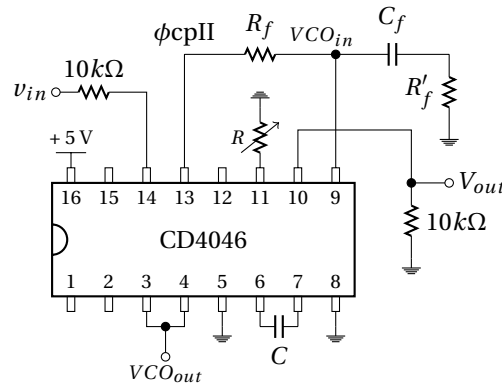 ϕcpII
R_f
VCO_in
C_f
10kΩ
v_in
R
R′_f
+5V
16 15 14 13 12 11 10 9
V_out
10kΩ
CD4046
1 2 3 4 5 6 7 8
VCO_out
C